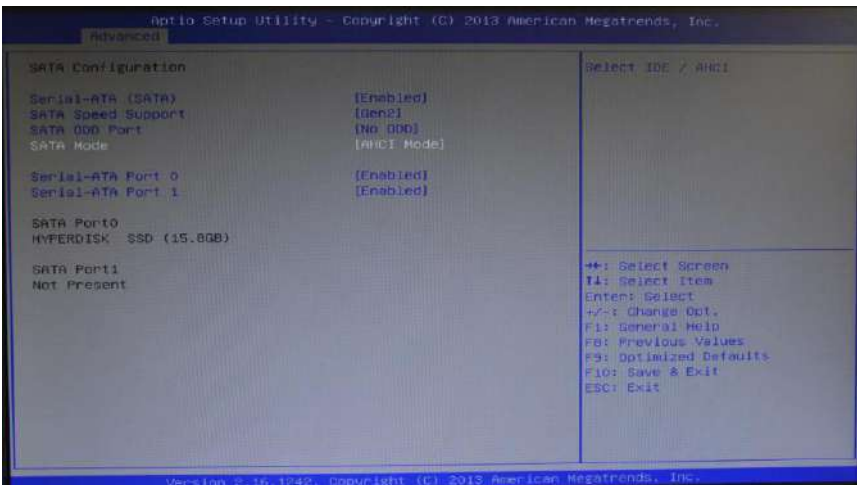 Aptio Setup Utility - Copyright (C) 2013 American Megatrends, Inc.
Advanced
SATA Configuration
Select IDE / AHCI
Serial-ATA (SATA) [Enabled]
SATA Speed Support [Gen2]
SATA ODD Port [No ODD]
SATA Mode [AHCI Mode]
Serial-ATA Port 0 [Enabled]
Serial-ATA Port 1 [Enabled]
SATA Port0
HYPERDISK SSD (15.8GB)
SATA Port1
Not Present
→←: Select Screen
↑↓: Select Item
Enter: Select
+/-: Change Opt.
F1: General Help
F8: Previous Values
F9: Optimized Defaults
F10: Save & Exit
ESC: Exit
Version 2.16.1242. Copyright (C) 2013 American Megatrends, Inc.